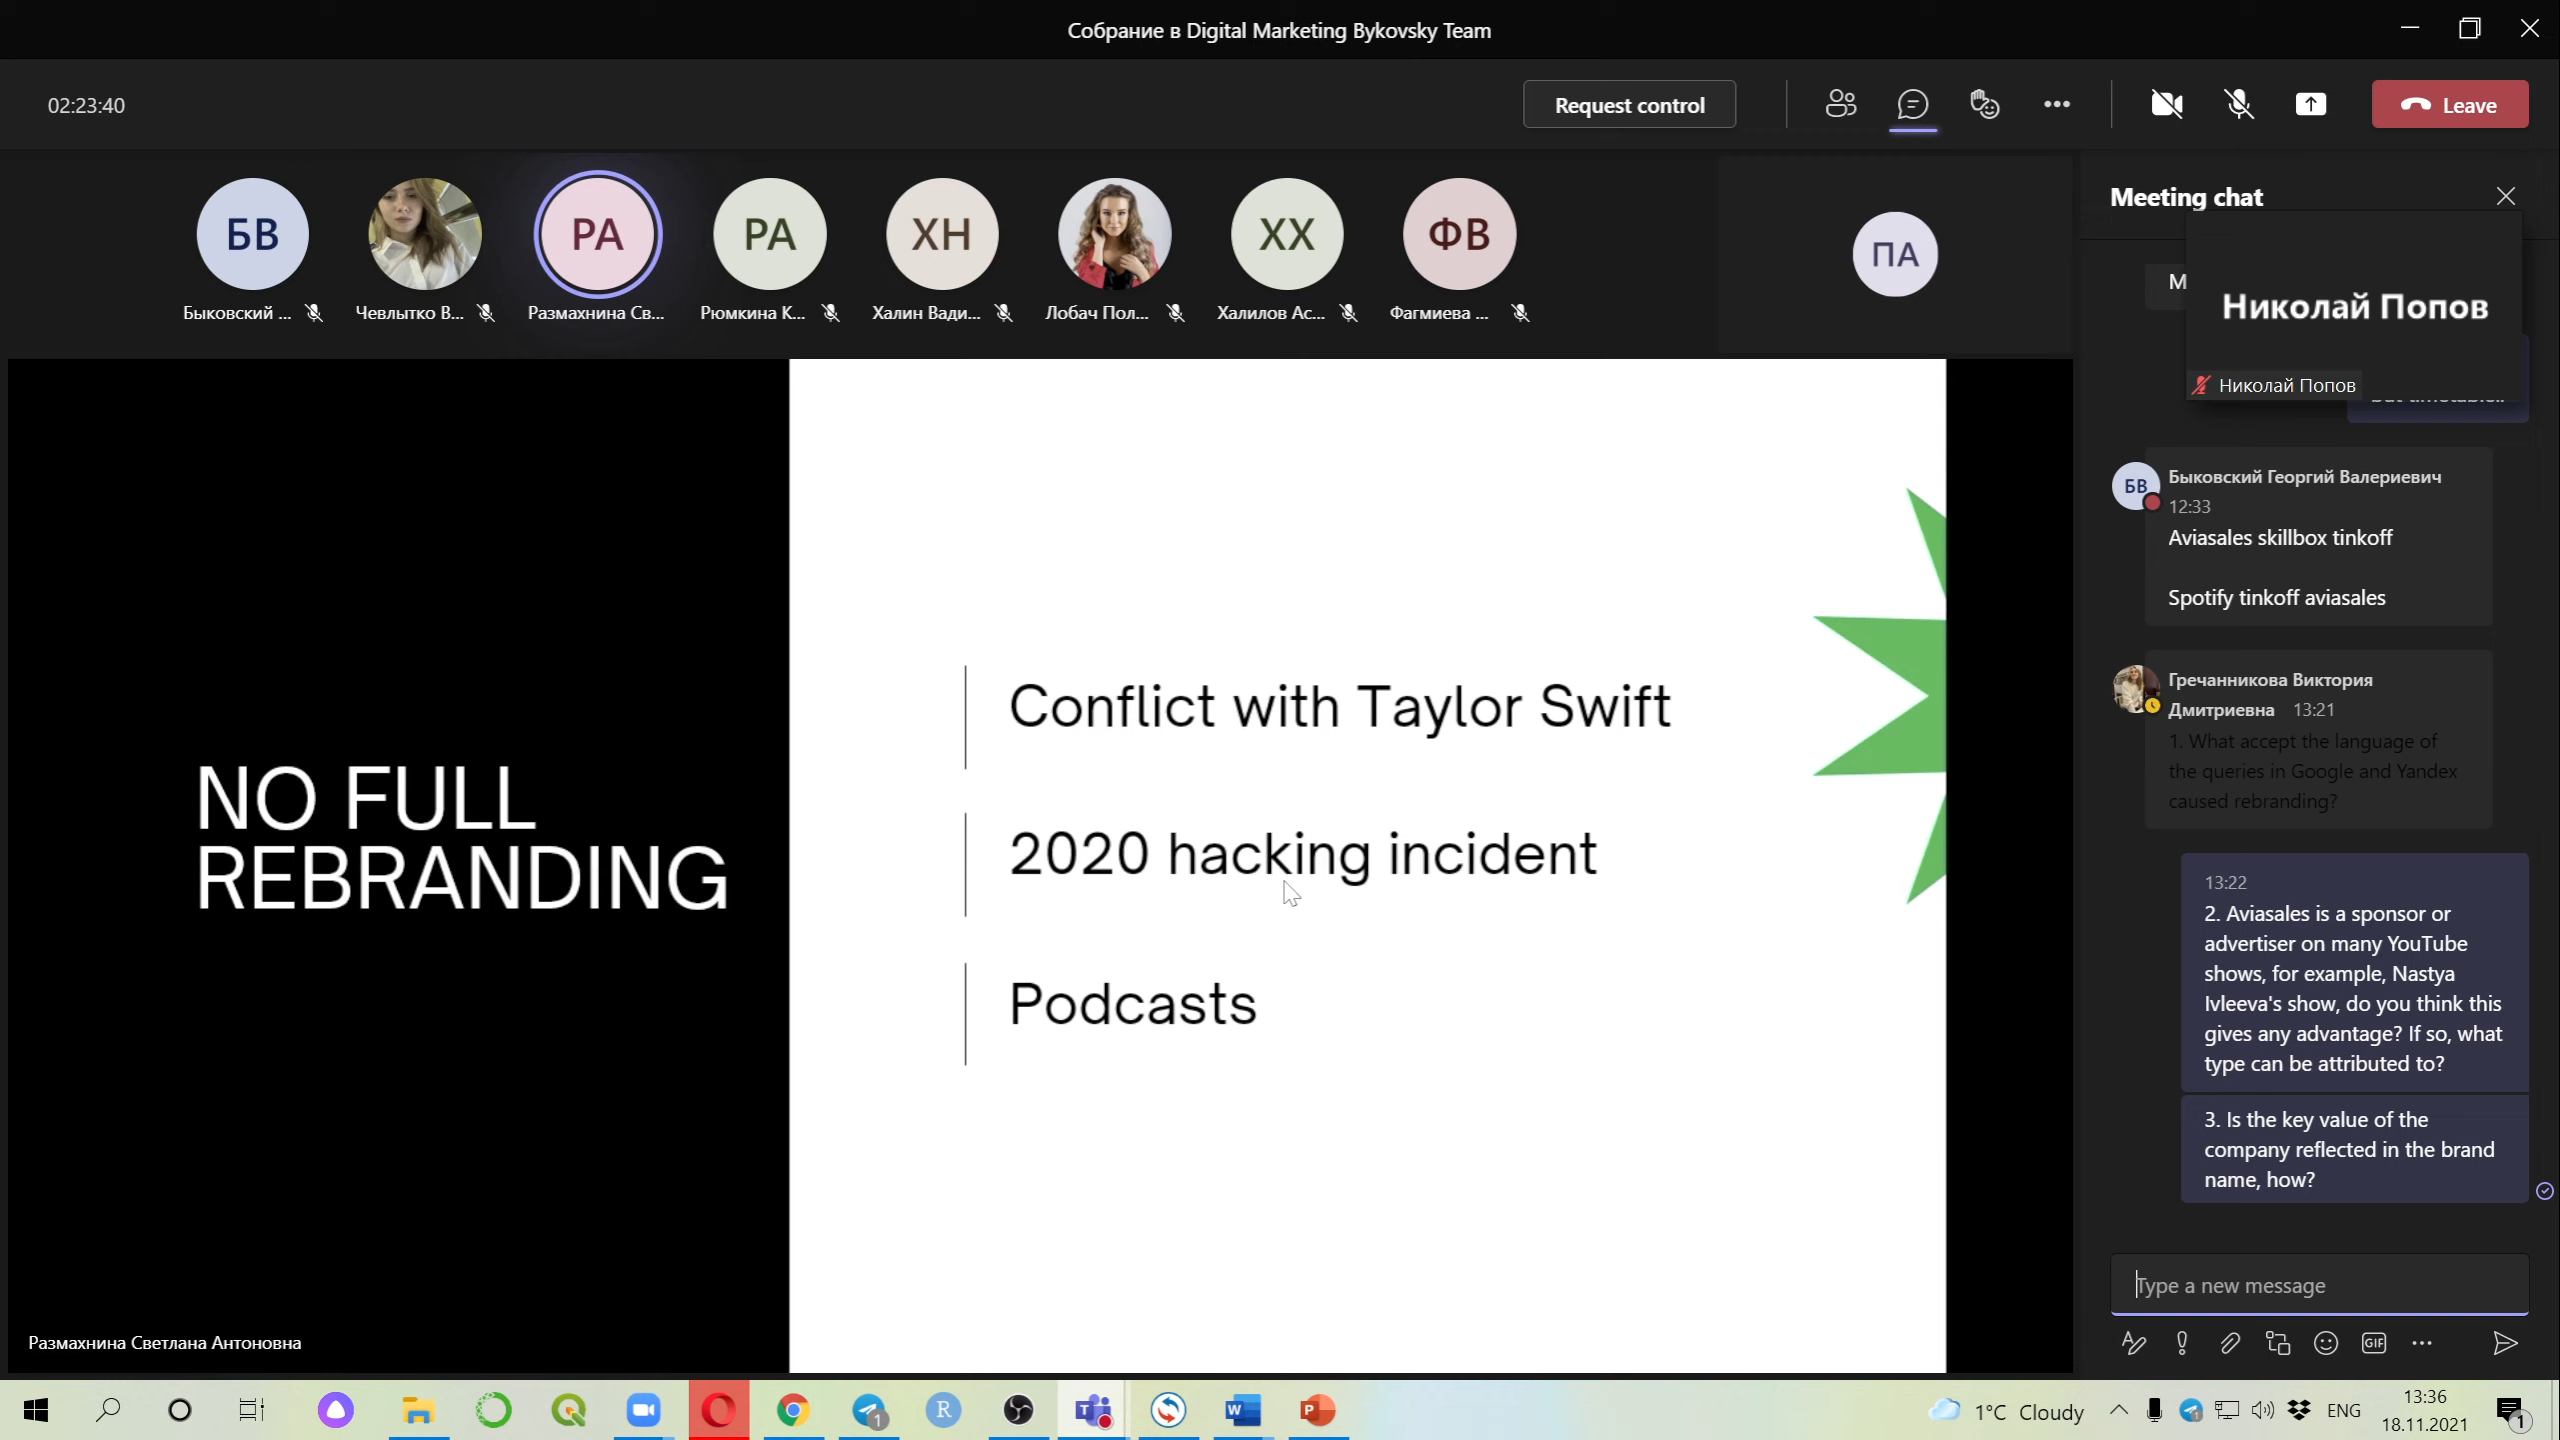 Собрание в Digital Marketing Bykovsky Team
02:23:40
Request control
Leave
БВ
РА
РА
ХН
ХХ
ФВ
ПА
Быковский ...
Чевлытко В...
Размахнина Св...
Рюмкина К...
Халин Вади...
Лобач Пол...
Халилов Ас...
Фагмиева ...
Meeting chat
M
Николай Попов
Николай Попов
NO FULL
REBRANDING
Conflict with Taylor Swift
2020 hacking incident
Podcasts
Размахнина Светлана Антоновна
БВ
Быковский Георгий Валериевич
12:33
Aviasales skillbox tinkoff
Spotify tinkoff aviasales
Гречанникова Виктория
Дмитриевна 13:21
1. What accept the language of
the queries in Google and Yandex
caused rebranding?
13:22
2. Aviasales is a sponsor or
advertiser on many YouTube
shows, for example, Nastya
Ivleeva's show, do you think this
gives any advantage? If so, what
type can be attributed to?
3. Is the key value of the
company reflected in the brand
name, how?
Type a new message
GIF
1°C Cloudy
ENG
13:36
18.11.2021
1